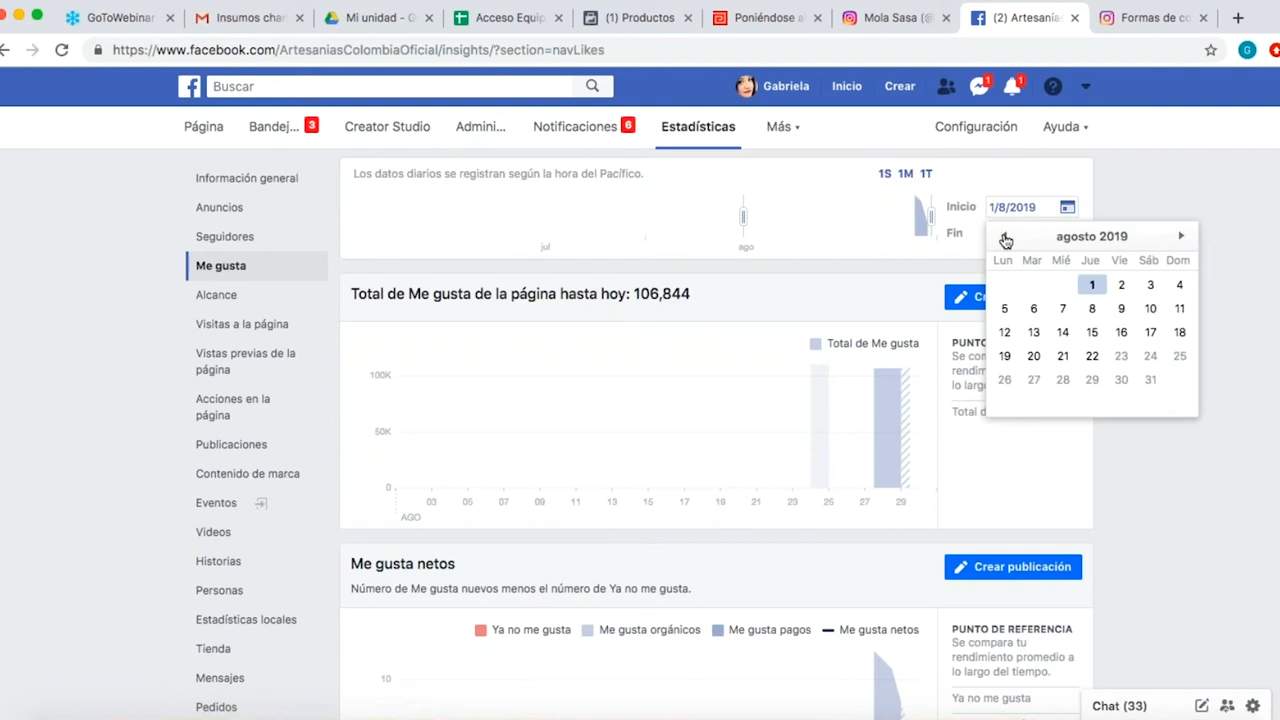 GoToWebinar
Insumos char
Mi unidad - G
Acceso Equip
(1) Productos
Poniéndose a
Mola Sasa (@
(2) Artesanías
Formas de co
https://www.facebook.com/ArtesaniasColombiaOficial/insights/?section=navLikes
G
Buscar
Gabriela
Inicio
Crear
1
1
Página
Bandej... 3
Creator Studio
Admini...
Notificaciones 6
Estadísticas
Más
Configuración
Ayuda
Información general
Anuncios
Seguidores
Me gusta
Alcance
Visitas a la página
Vistas previas de la
página
Acciones en la
página
Publicaciones
Contenido de marca
Eventos
Videos
Historias
Personas
Estadísticas locales
Tienda
Mensajes
Pedidos
Los datos diarios se registran según la hora del Pacífico.
1S 1M 1T
jul
ago
Inicio 1/8/2019
Fin
agosto 2019
Lun Mar Mié Jue Vie Sáb Dom
1 2 3 4
5 6 7 8 9 10 11
12 13 14 15 16 17 18
19 20 21 22 23 24 25
26 27 28 29 30 31
Total de Me gusta de la página hasta hoy: 106,844
Total de Me gusta
100K
50K
0
03 05 07 09 11 13 15 17 19 21 23 25 27 29
AGO
Me gusta netos
Crear publicación
Número de Me gusta nuevos menos el número de Ya no me gusta.
Ya no me gusta
Me gusta orgánicos
Me gusta pagos
Me gusta netos
10
PUNTO DE REFERENCIA
Se compara tu
rendimiento promedio a
lo largo del tiempo.
Ya no me gusta
Chat (33)